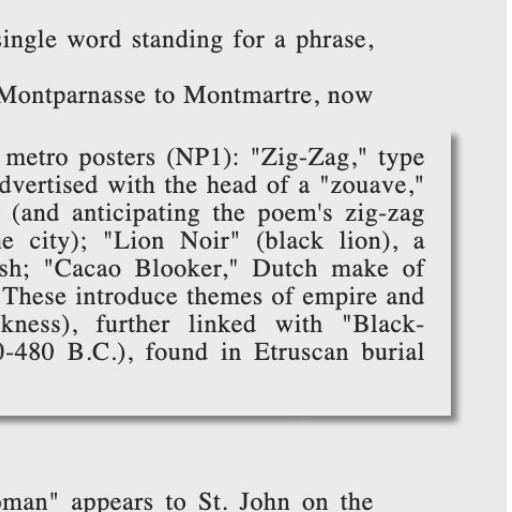 single word standing for a phrase,
Montparnasse to Montmartre, now
metro posters (NP1): "Zig-Zag," type
dvertised with the head of a "zouave,"
(and anticipating the poem's zig-zag
e city); "Lion Noir" (black lion), a
sh; "Cacao Blooker," Dutch make of
These introduce themes of empire and
kness), further linked with "Black-
0-480 B.C.), found in Etruscan burial
oman" appears to St. John on the